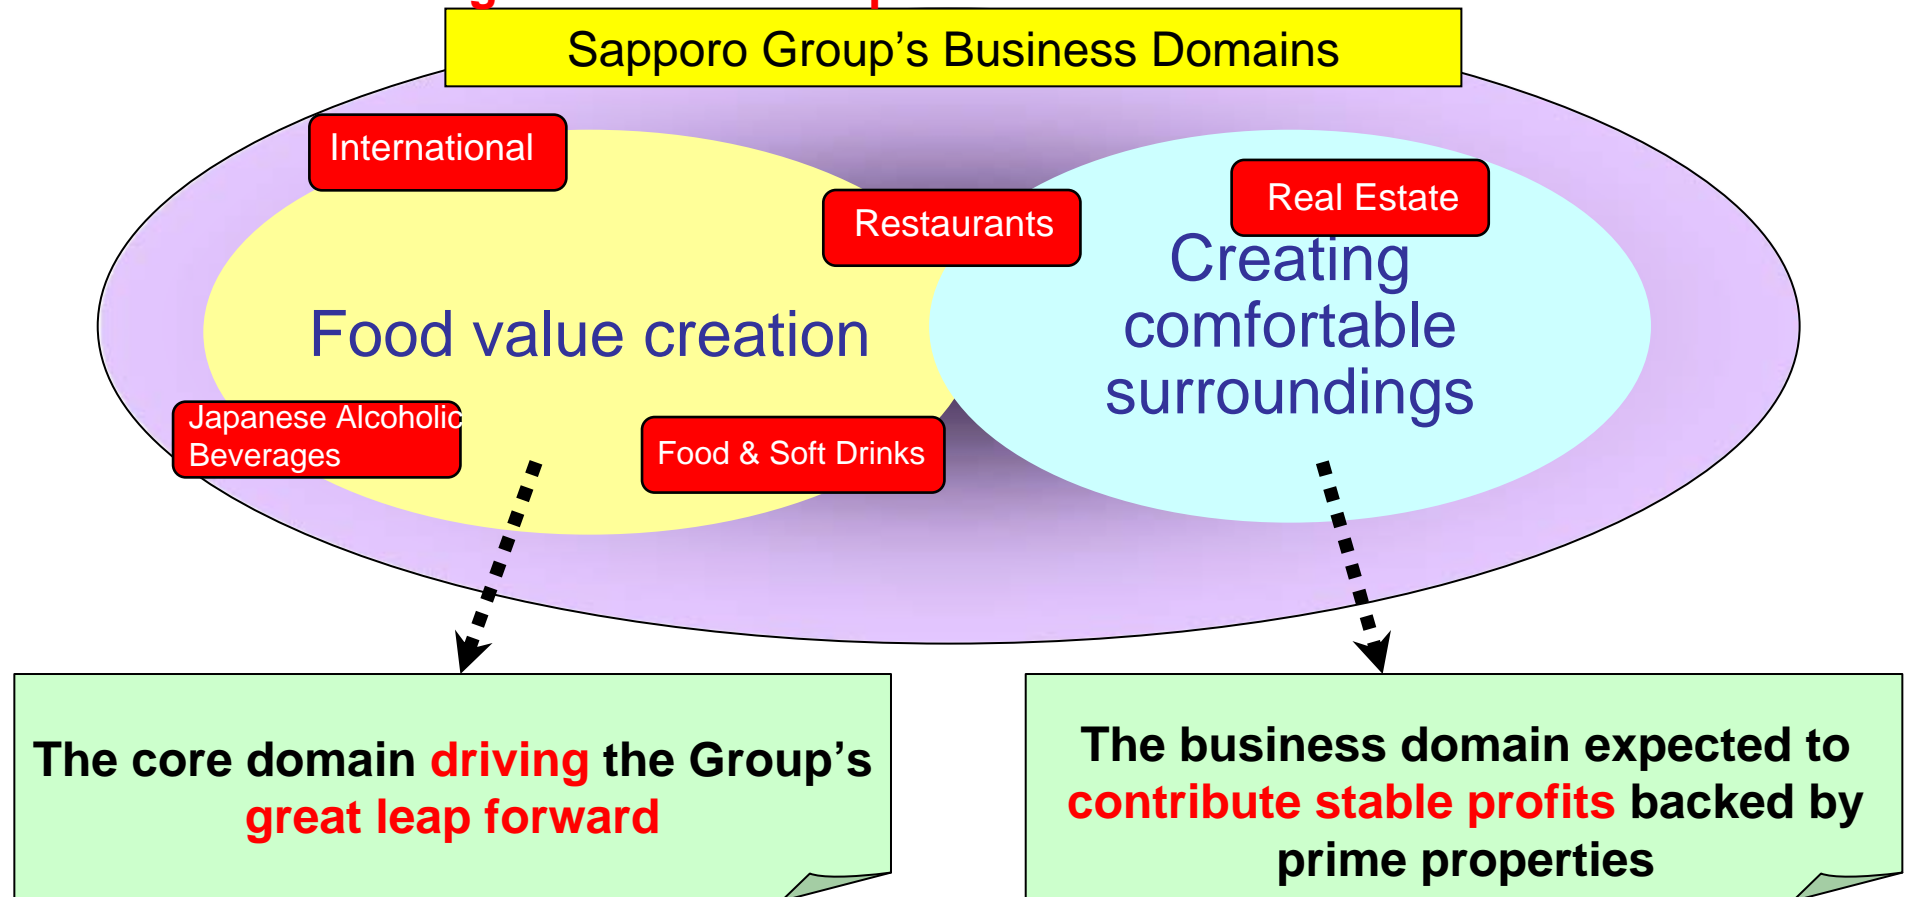 Sapporo Group’s Business Domains
International
Real Estate
Restaurants
Creating
comfortable
surroundings
Food value creation
Japanese Alcoholic
Beverages
Food & Soft Drinks
The core domain driving the Group’s
great leap forward
The business domain expected to
contribute stable profits backed by
prime properties